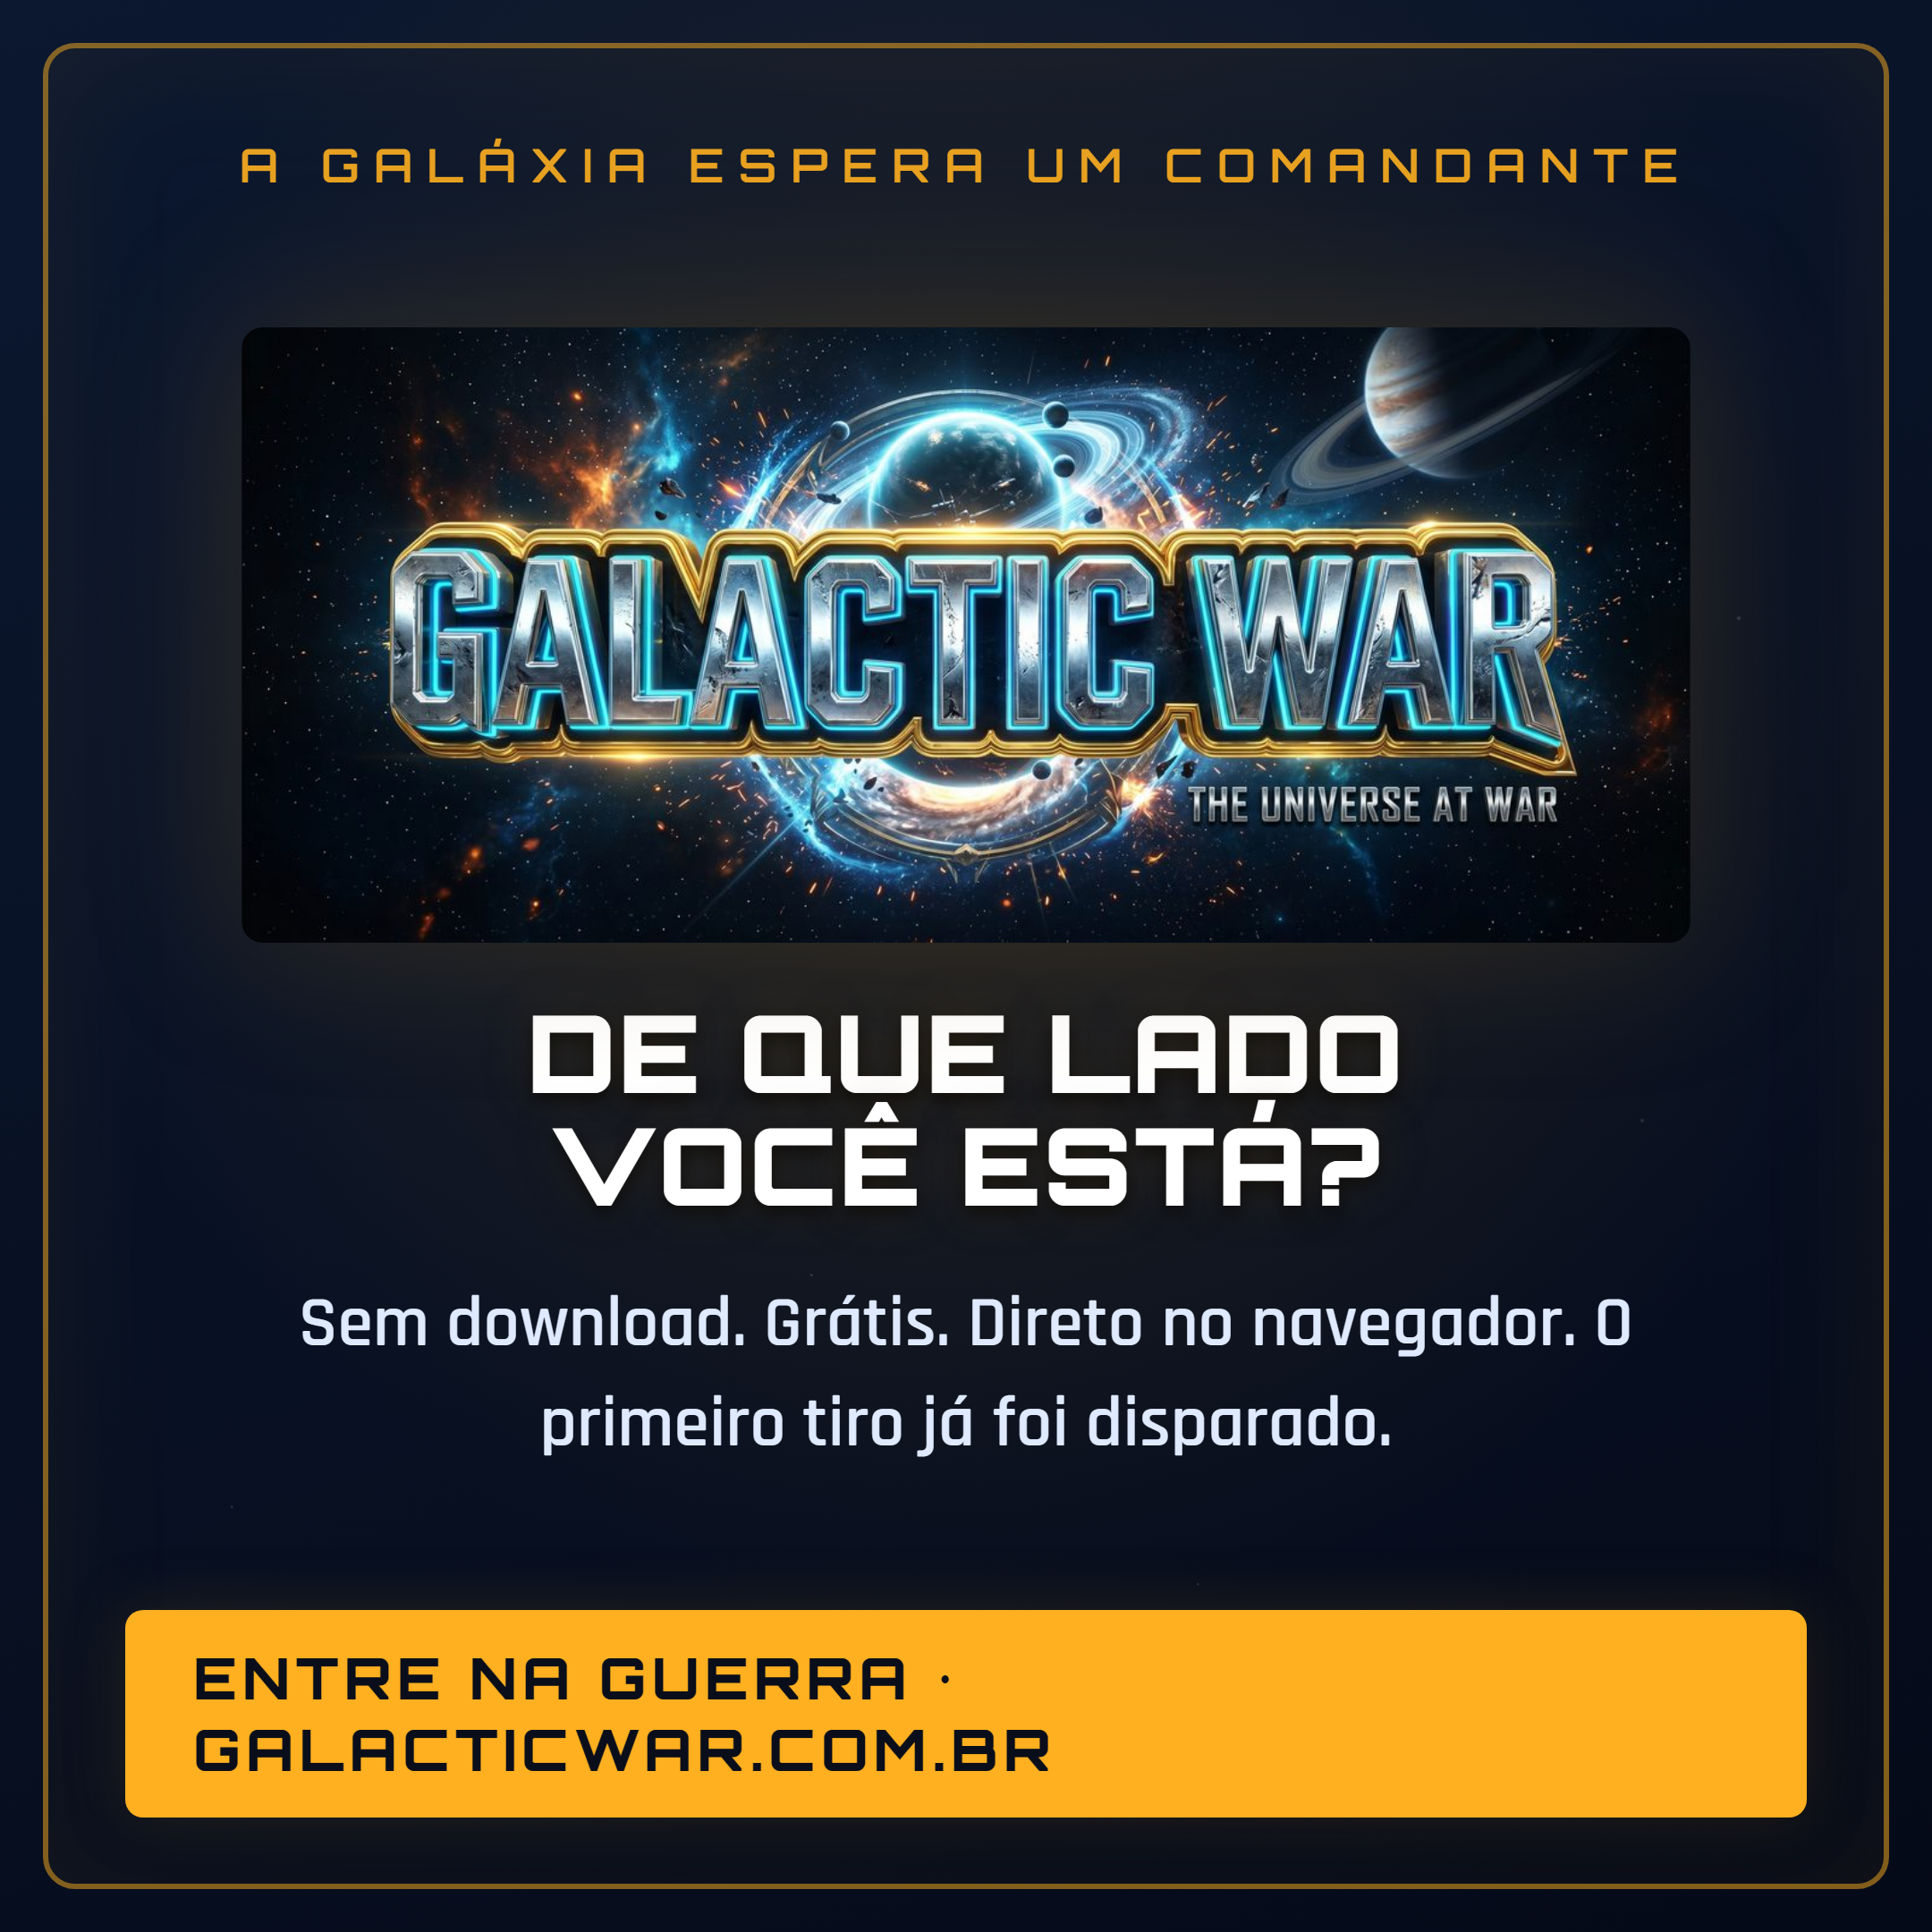 A GALÁXIA ESPERA UM COMANDANTE
GALACTIC WAR
THE UNIVERSE AT WAR
DE QUE LADO
VOCÊ ESTÁ?
Sem download. Grátis. Direto no navegador. O
primeiro tiro já foi disparado.
ENTRE NA GUERRA ·
GALACTICWAR.COM.BR